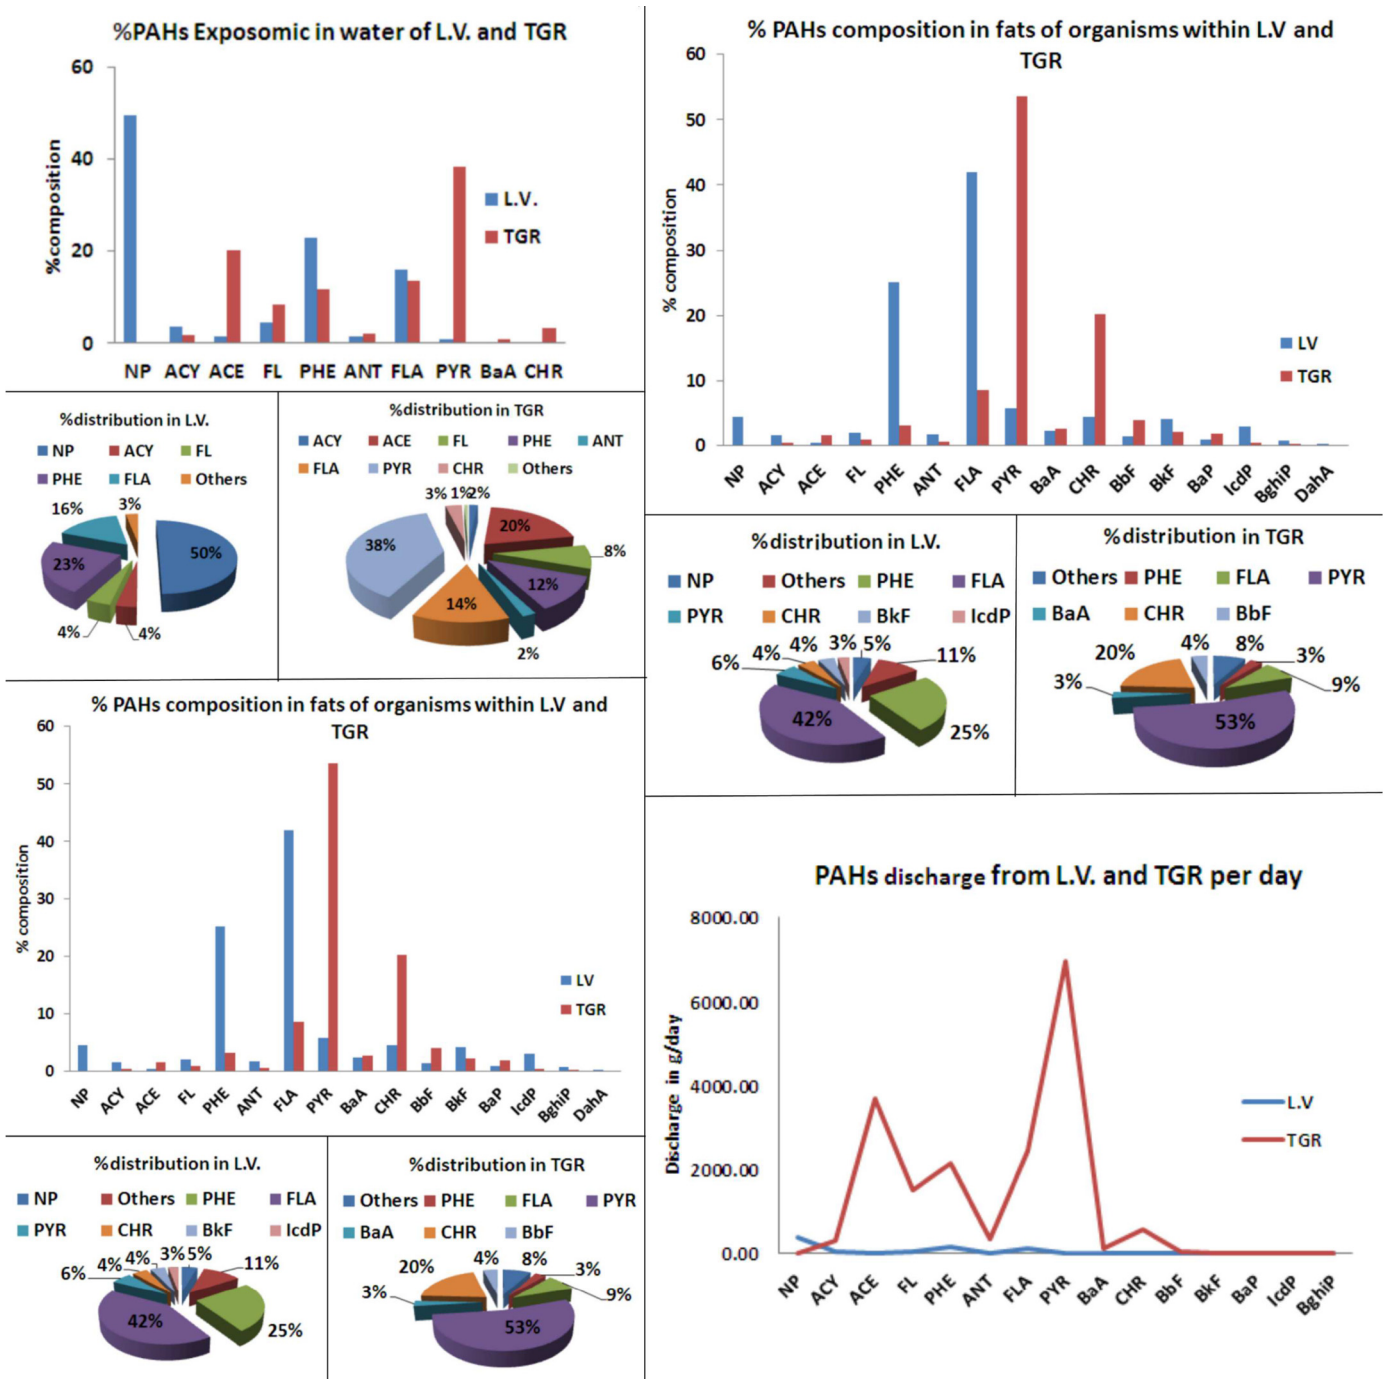 %PAHs Exposomic in water of L.V. and TGR
60
40
20
0
%composition
L.V.
TGR
NP ACY ACE FL PHE ANT FLA PYR BaA CHR
%distribution in L.V.
NP ACY FL
PHE FLA Others
3%
16%
50%
23%
4%
4%
%distribution in TGR
ACY ACE FL PHE ANT
FLA PYR CHR Others
3% 1% 2%
20%
38%
8%
12%
14%
2%
% PAHs composition in fats of organisms within L.V and
TGR
60
50
40
30
20
10
0
% composition
LV
TGR
NP ACY ACE FL PHE ANT FLA PYR BaA CHR BbF BkF BaP IcdP BghiP DahA
%distribution in L.V.
NP Others PHE FLA
PYR CHR BkF IcdP
4% 3% 5%
4% 11%
6%
42%
25%
%distribution in TGR
Others PHE FLA PYR
BaA CHR BbF
4% 8%
20% 3%
3% 9%
53%
% PAHs composition in fats of organisms within L.V and
TGR
60
50
40
30
20
10
0
% composition
LV
TGR
NP ACY ACE FL PHE ANT FLA PYR BaA CHR BbF BkF BaP IcdP BghiP DahA
%distribution in L.V.
NP Others PHE FLA
PYR CHR BkF IcdP
4% 3% 5%
4% 11%
6%
42%
25%
%distribution in TGR
Others PHE FLA PYR
BaA CHR BbF
4% 8%
20% 3%
3% 9%
53%
PAHs discharge from L.V. and TGR per day
8000.00
6000.00
4000.00
2000.00
0.00
Discharge in g/day
L.V
TGR
NP ACY ACE FL PHE ANT FLA PYR BaA CHR BbF BkF BaP IcdP BghiP